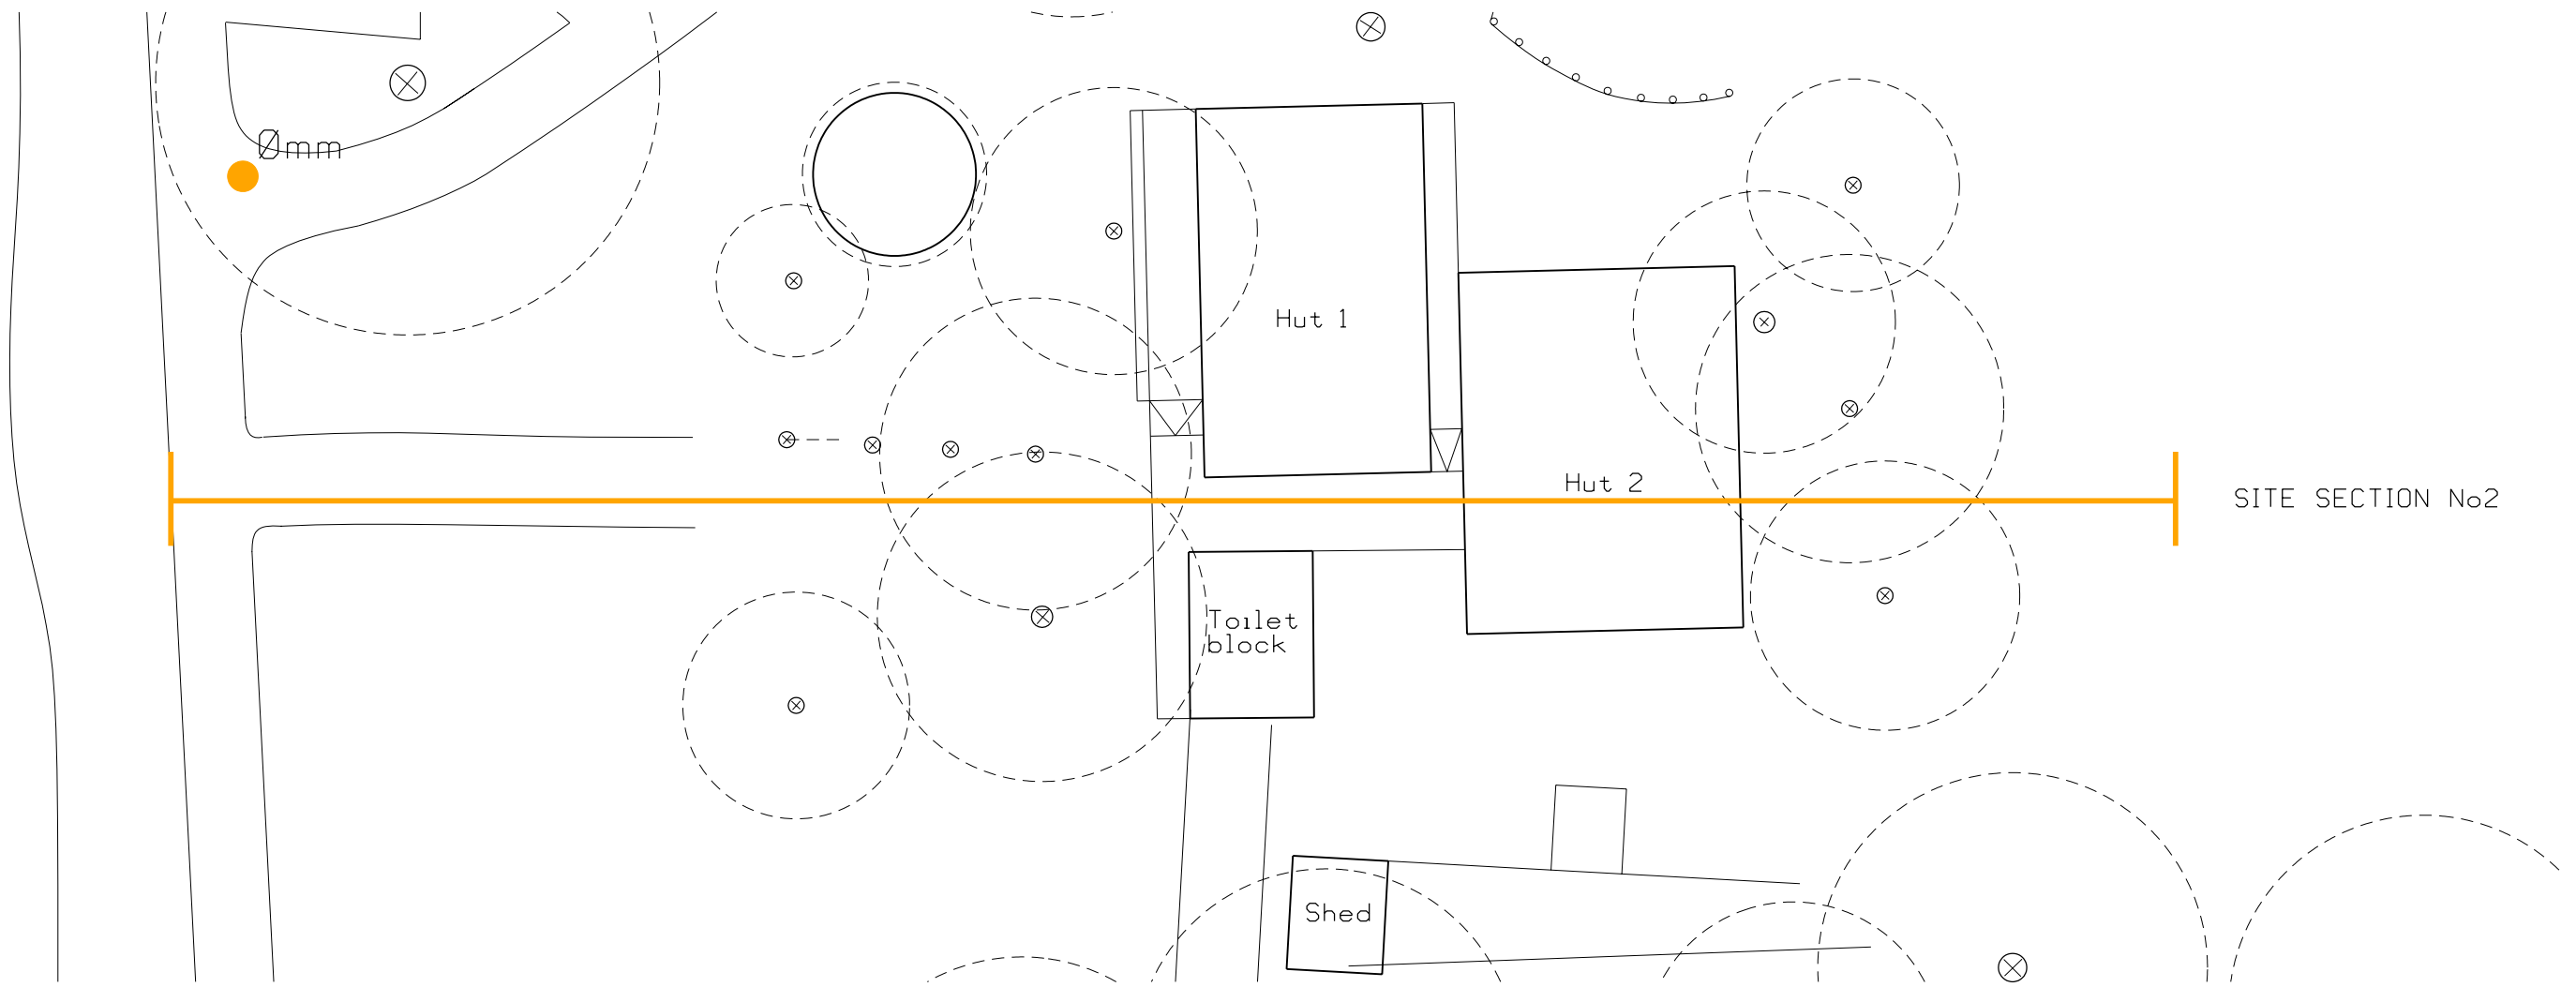 Ømm
Hut 1
Hut 2
SITE SECTION No2
Toilet
block
Shed